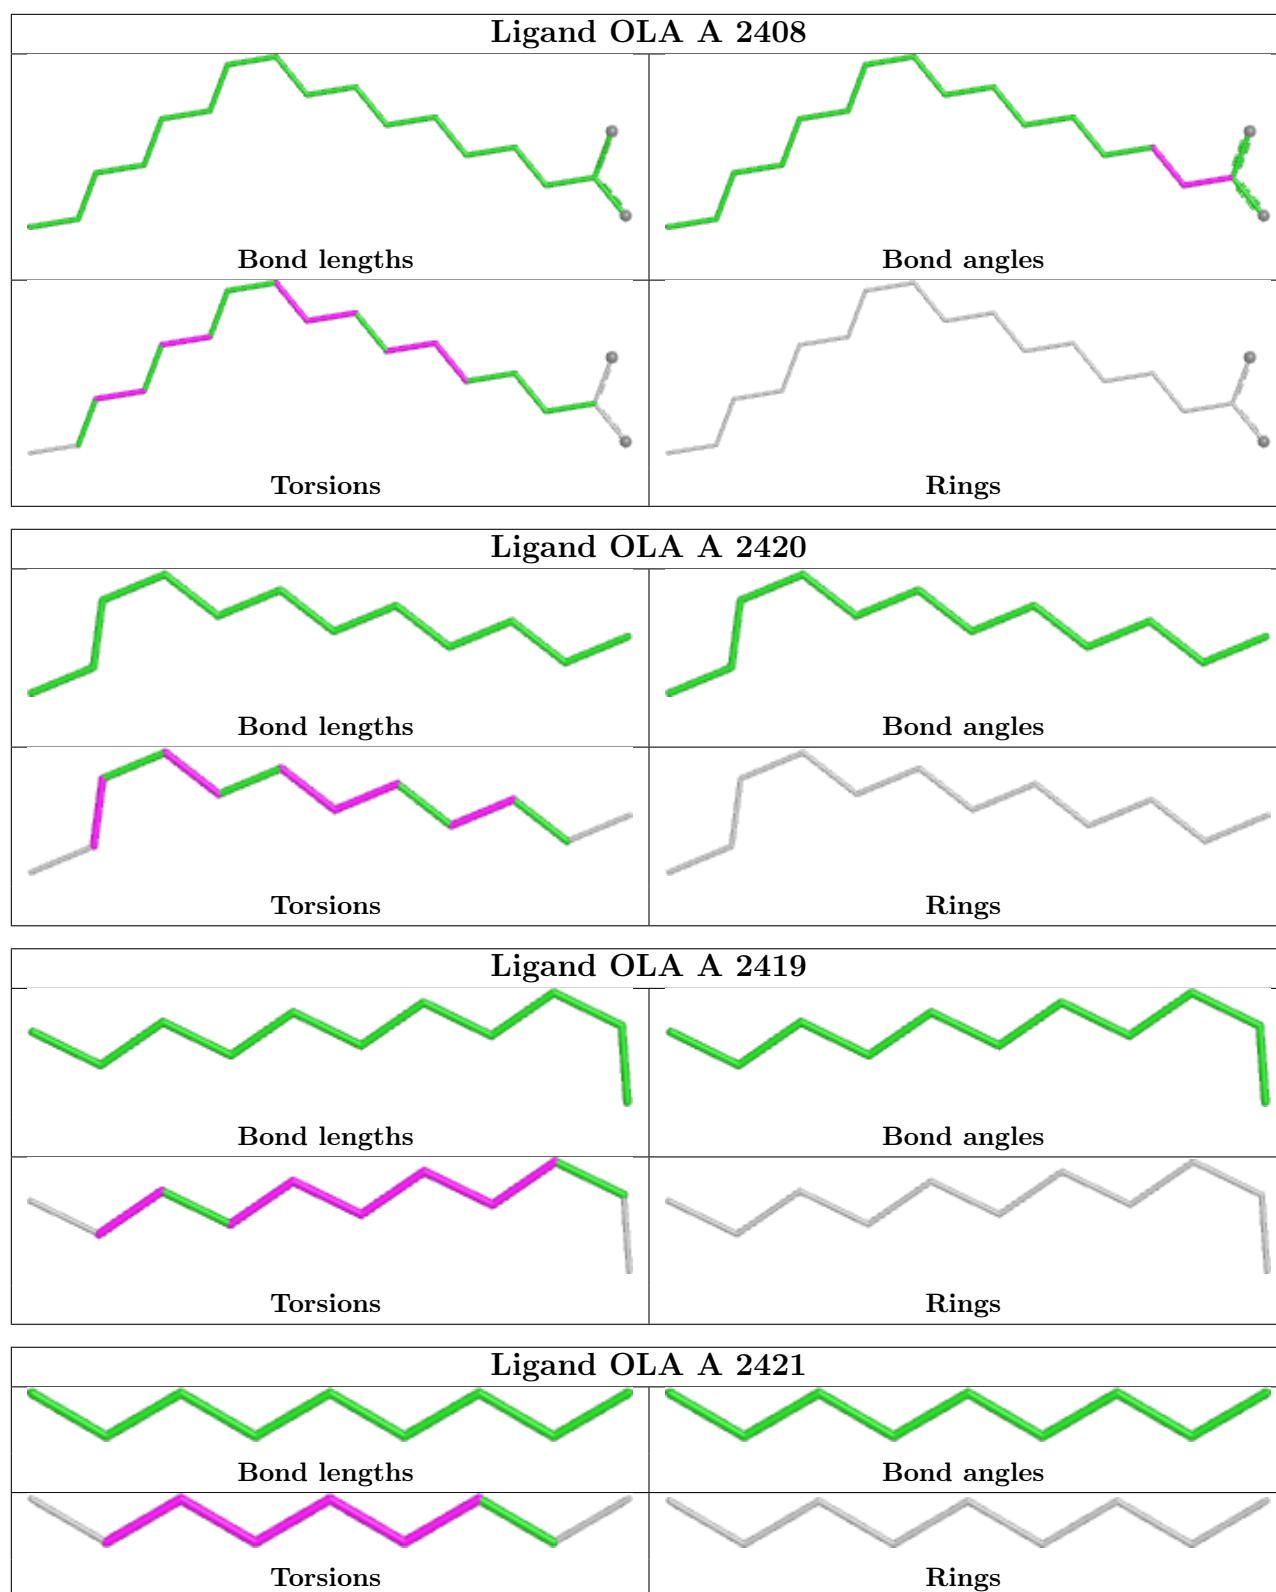 Ligand OLA A 2408
Bond lengths
Bond angles
Torsions
Rings
Ligand OLA A 2420
Bond lengths
Bond angles
Torsions
Rings
Ligand OLA A 2419
Bond lengths
Bond angles
Torsions
Rings
Ligand OLA A 2421
Bond lengths
Bond angles
Torsions
Rings